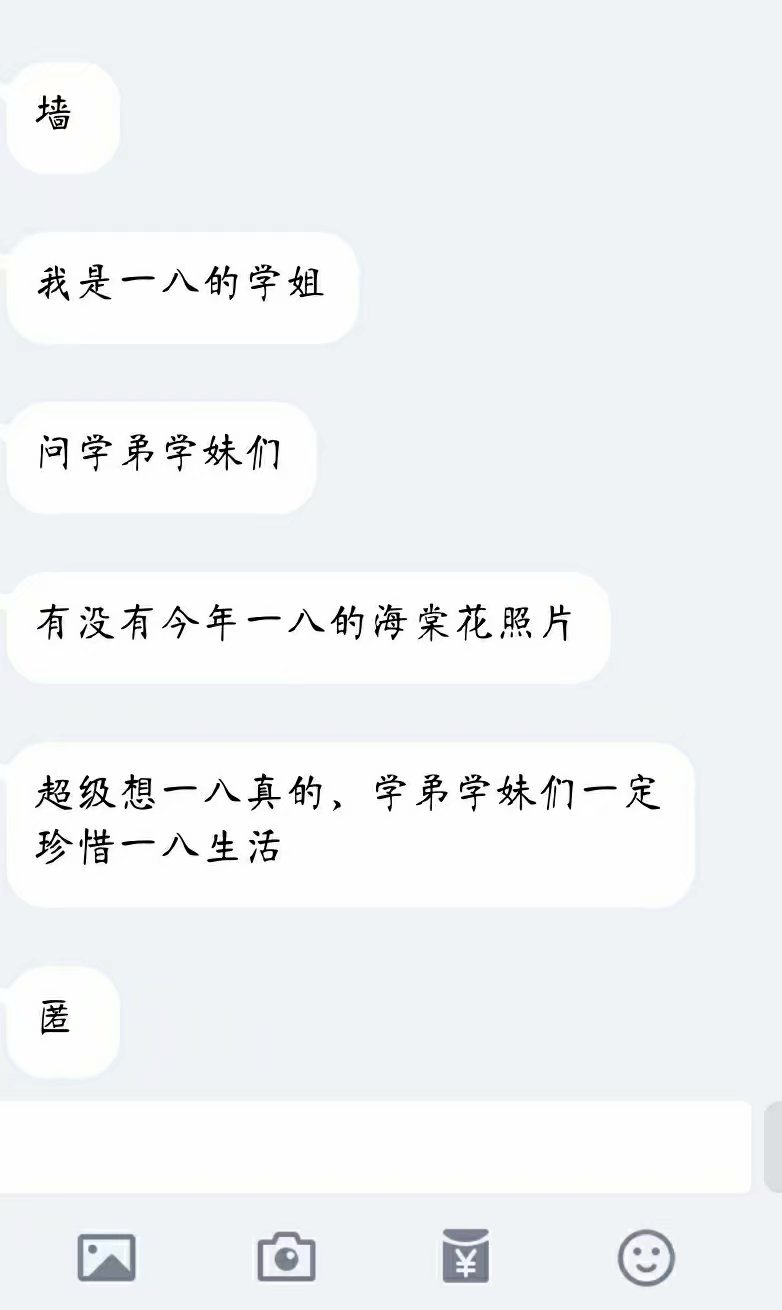 墙
我是一八的学姐
问学弟学妹们
有没有今年一八的海棠花照片
超级想一八真的，学弟学妹们一定
珍惜一八生活
匿
¥